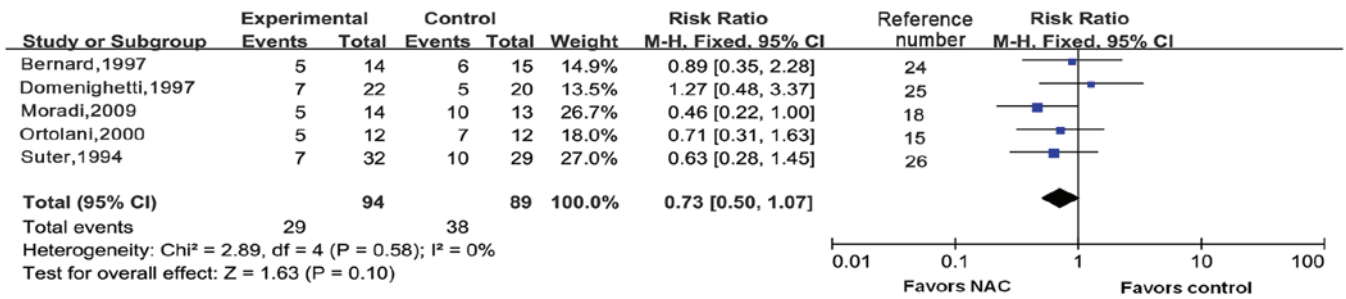 Experimental Control Risk Ratio Reference Risk Ratio
Study or Subgroup Events Total Events Total Weight M-H, Fixed, 95% CI number M-H, Fixed, 95% CI
Bernard,1997 5 14 6 15 14.9% 0.89 [0.35, 2.28] 24
Domenighetti,1997 7 22 5 20 13.5% 1.27 [0.48, 3.37] 25
Moradi,2009 5 14 10 13 26.7% 0.46 [0.22, 1.00] 18
Ortolani,2000 5 12 7 12 18.0% 0.71 [0.31, 1.63] 15
Suter,1994 7 32 10 29 27.0% 0.63 [0.28, 1.45] 26
Total (95% CI) 94 89 100.0% 0.73 [0.50, 1.07]
Total events 29 38
Heterogeneity: Chi² = 2.89, df = 4 (P = 0.58); I² = 0%
Test for overall effect: Z = 1.63 (P = 0.10)
0.01 0.1 1 10 100
Favors NAC Favors control